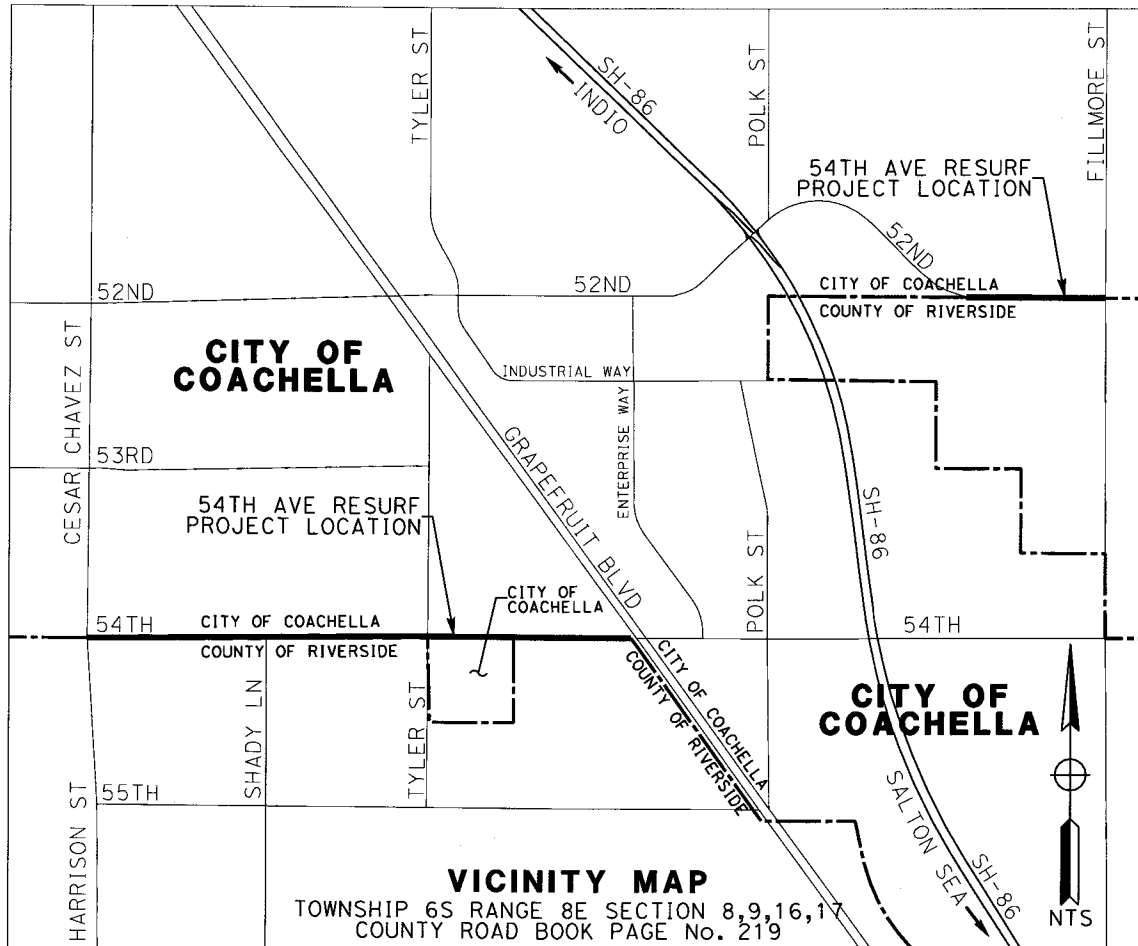 TYLER ST
SH-86
INDIO
POLK ST
FILLMORE ST
54TH AVE RESURF
PROJECT LOCATION
52ND
52ND
52ND
CITY OF COACHELLA
COUNTY OF RIVERSIDE
CESAR CHAVEZ ST
CITY OF
COACHELLA
INDUSTRIAL WAY
ENTERPRISE WAY
GRAPEFRUIT BLVD
53RD
54TH AVE RESURF
PROJECT LOCATION
SH-86
POLK ST
CITY OF
COACHELLA
54TH
CITY OF COACHELLA
COUNTY OF RIVERSIDE
54TH
CITY OF COACHELLA
COUNTY OF RIVERSIDE
SHADY LN
TYLER ST
CITY OF
COACHELLA
HARRISON ST
55TH
SALTON SEA
SH-86
NTS
VICINITY MAP
TOWNSHIP 6S RANGE 8E SECTION 8,9,16,17
COUNTY ROAD BOOK PAGE No. 219